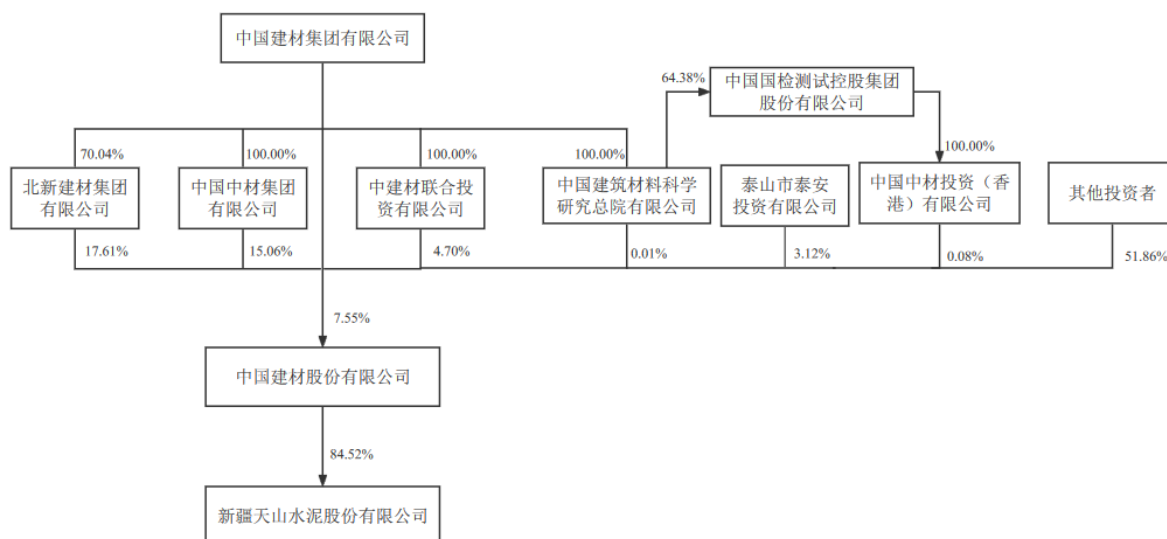 中国建材集团有限公司
64.38%
中国国检测试控股集团
股份有限公司
70.04%
100.00%
100.00%
100.00%
100.00%
北新建材集团
有限公司
中国中材集团
有限公司
中建材联合投
资有限公司
中国建筑材料科学
研究总院有限公司
泰山市泰安
投资有限公司
中国中材投资（香
港）有限公司
其他投资者
17.61%
15.06%
4.70%
0.01%
3.12%
0.08%
51.86%
7.55%
中国建材股份有限公司
84.52%
新疆天山水泥股份有限公司